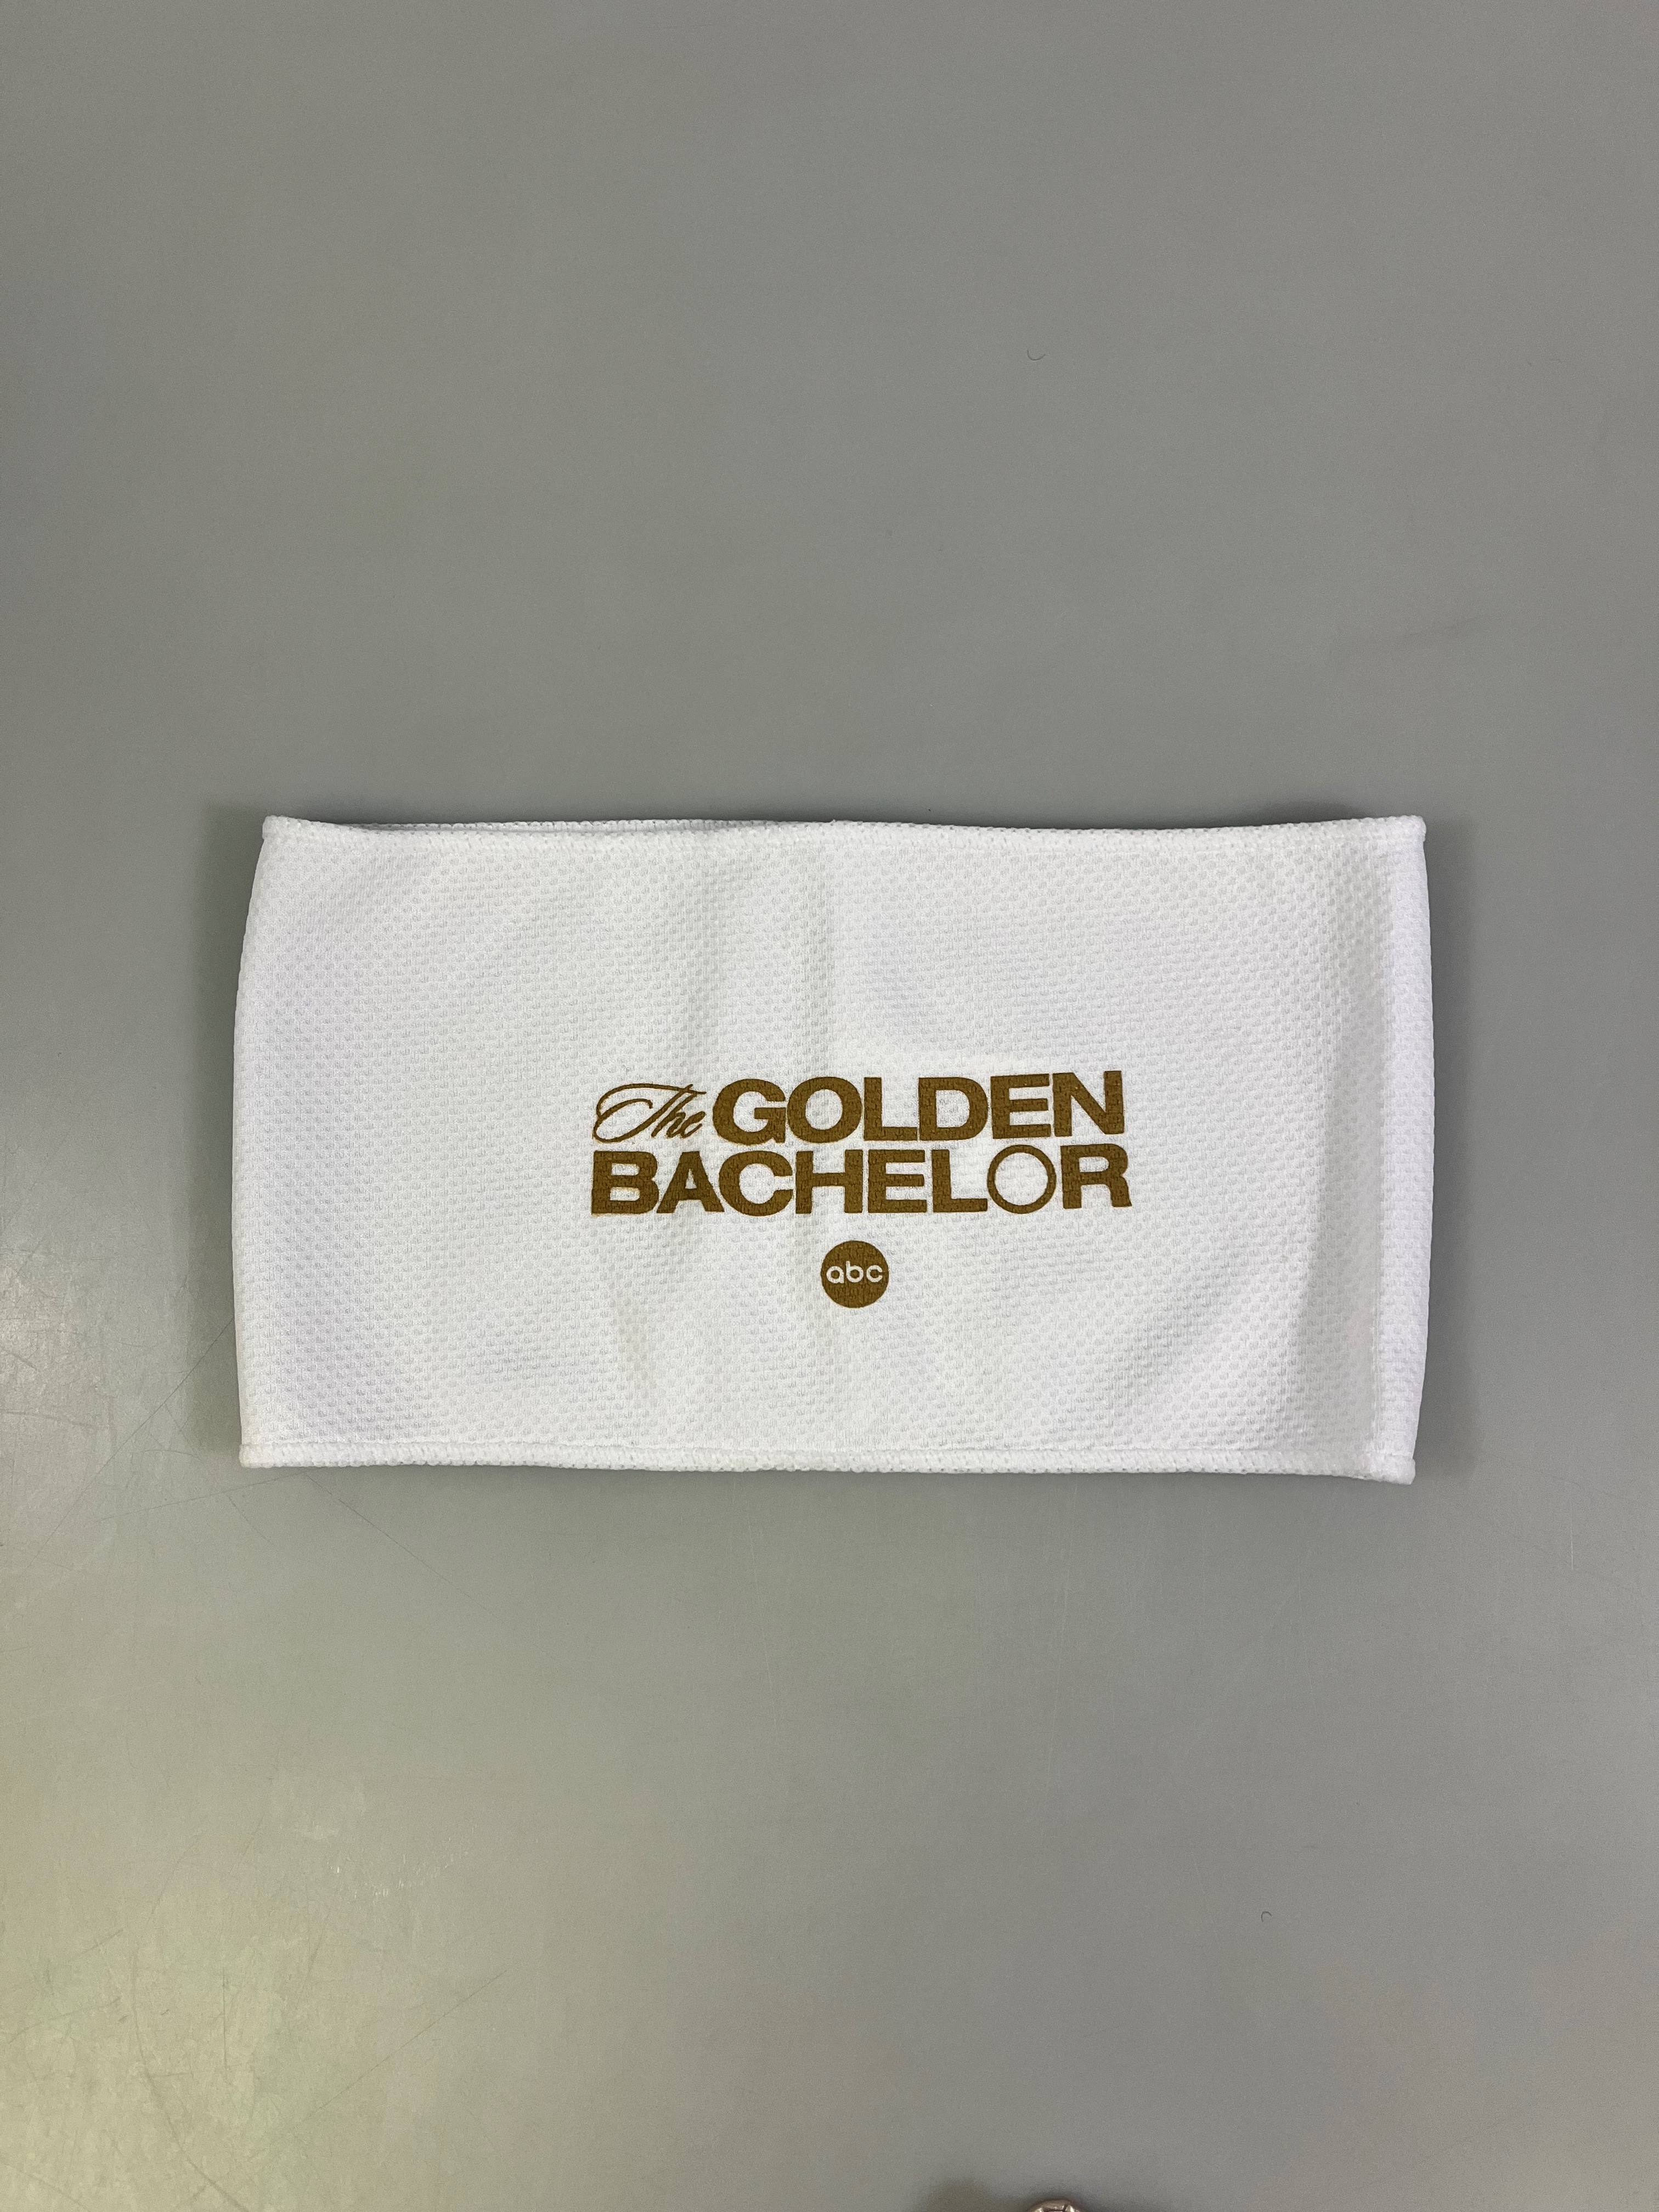 The GOLDEN
BACHELOR
abc